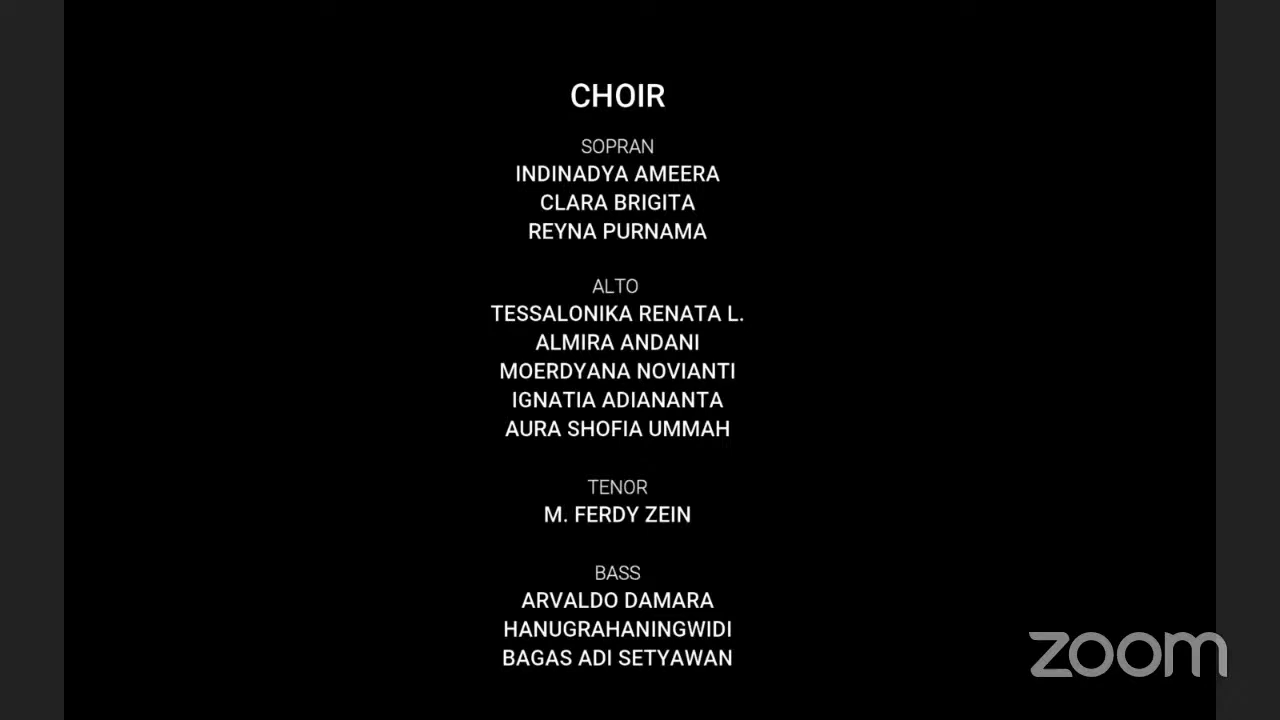 CHOIR
SOPRAN
INDINADYA AMEERA
CLARA BRIGITA
REYNA PURNAMA
ALTO
TESSALONIKA RENATA L.
ALMIRA ANDANI
MOERDYANA NOVIANTI
IGNATIA ADIANANTA
AURA SHOFIA UMMAH
TENOR
M. FERDY ZEIN
BASS
ARVALDO DAMARA
HANUGRAHANINGWIDI
BAGAS ADI SETYAWAN
zoom